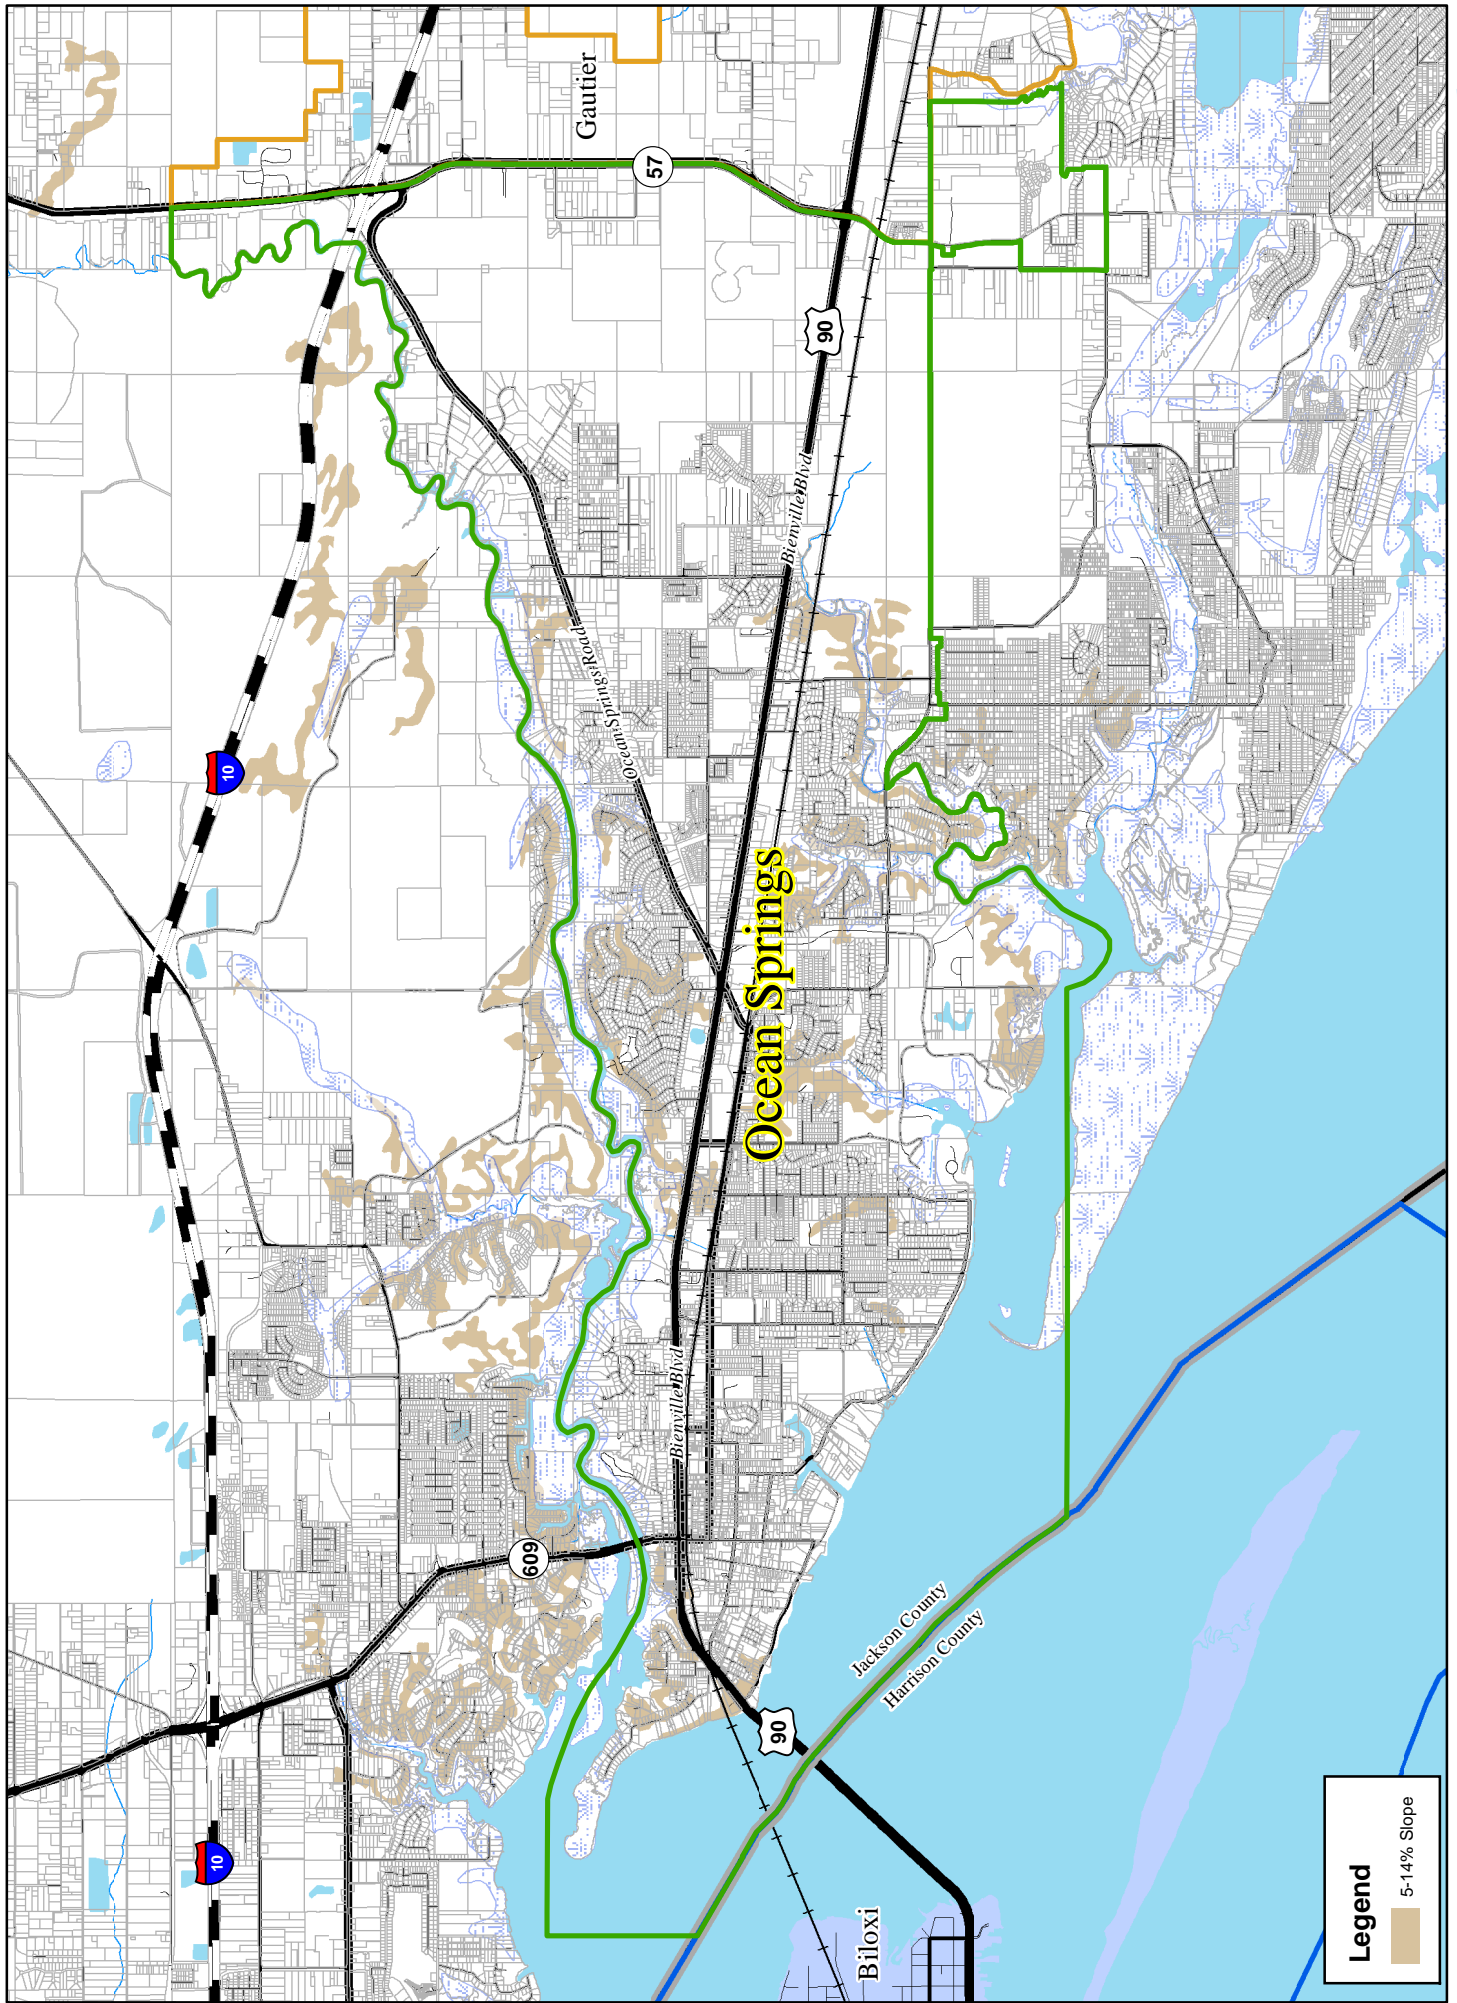 10
57
Gautier
90
Bienville Blvd
Ocean Springs Road
10
Ocean Springs
Bienville Blvd
609
Jackson County
Harrison County
90
10
Biloxi
Legend
5-14% Slope